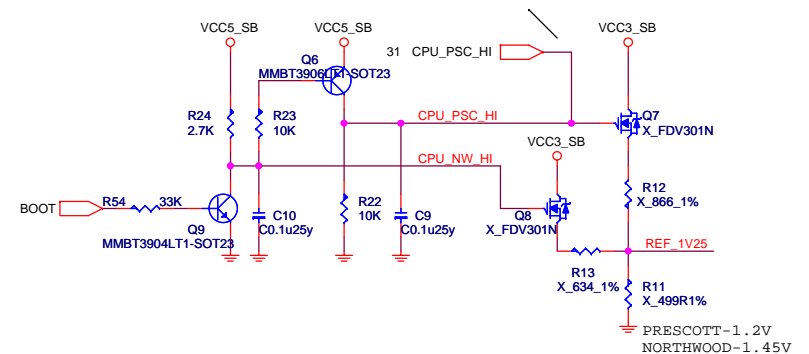 VCC5_SB
VCC5_SB
31 CPU_PSC_HI
VCC3_SB
Q6
MMBT3906LT1-SOT23
R24
2.7K
R23
10K
CPU_PSC_HI
Q7
X_FDV301N
VCC3_SB
CPU_NW_HI
R12
X_866_1%
BOOT
R54
33K
Q9
MMBT3904LT1-SOT23
C10
C0.1u25y
R22
10K
C9
C0.1u25y
Q8
X_FDV301N
REF_1V25
R13
X_634_1%
R11
X_499R1%
PRESCOTT-1.2V
NORTHWOOD-1.45V